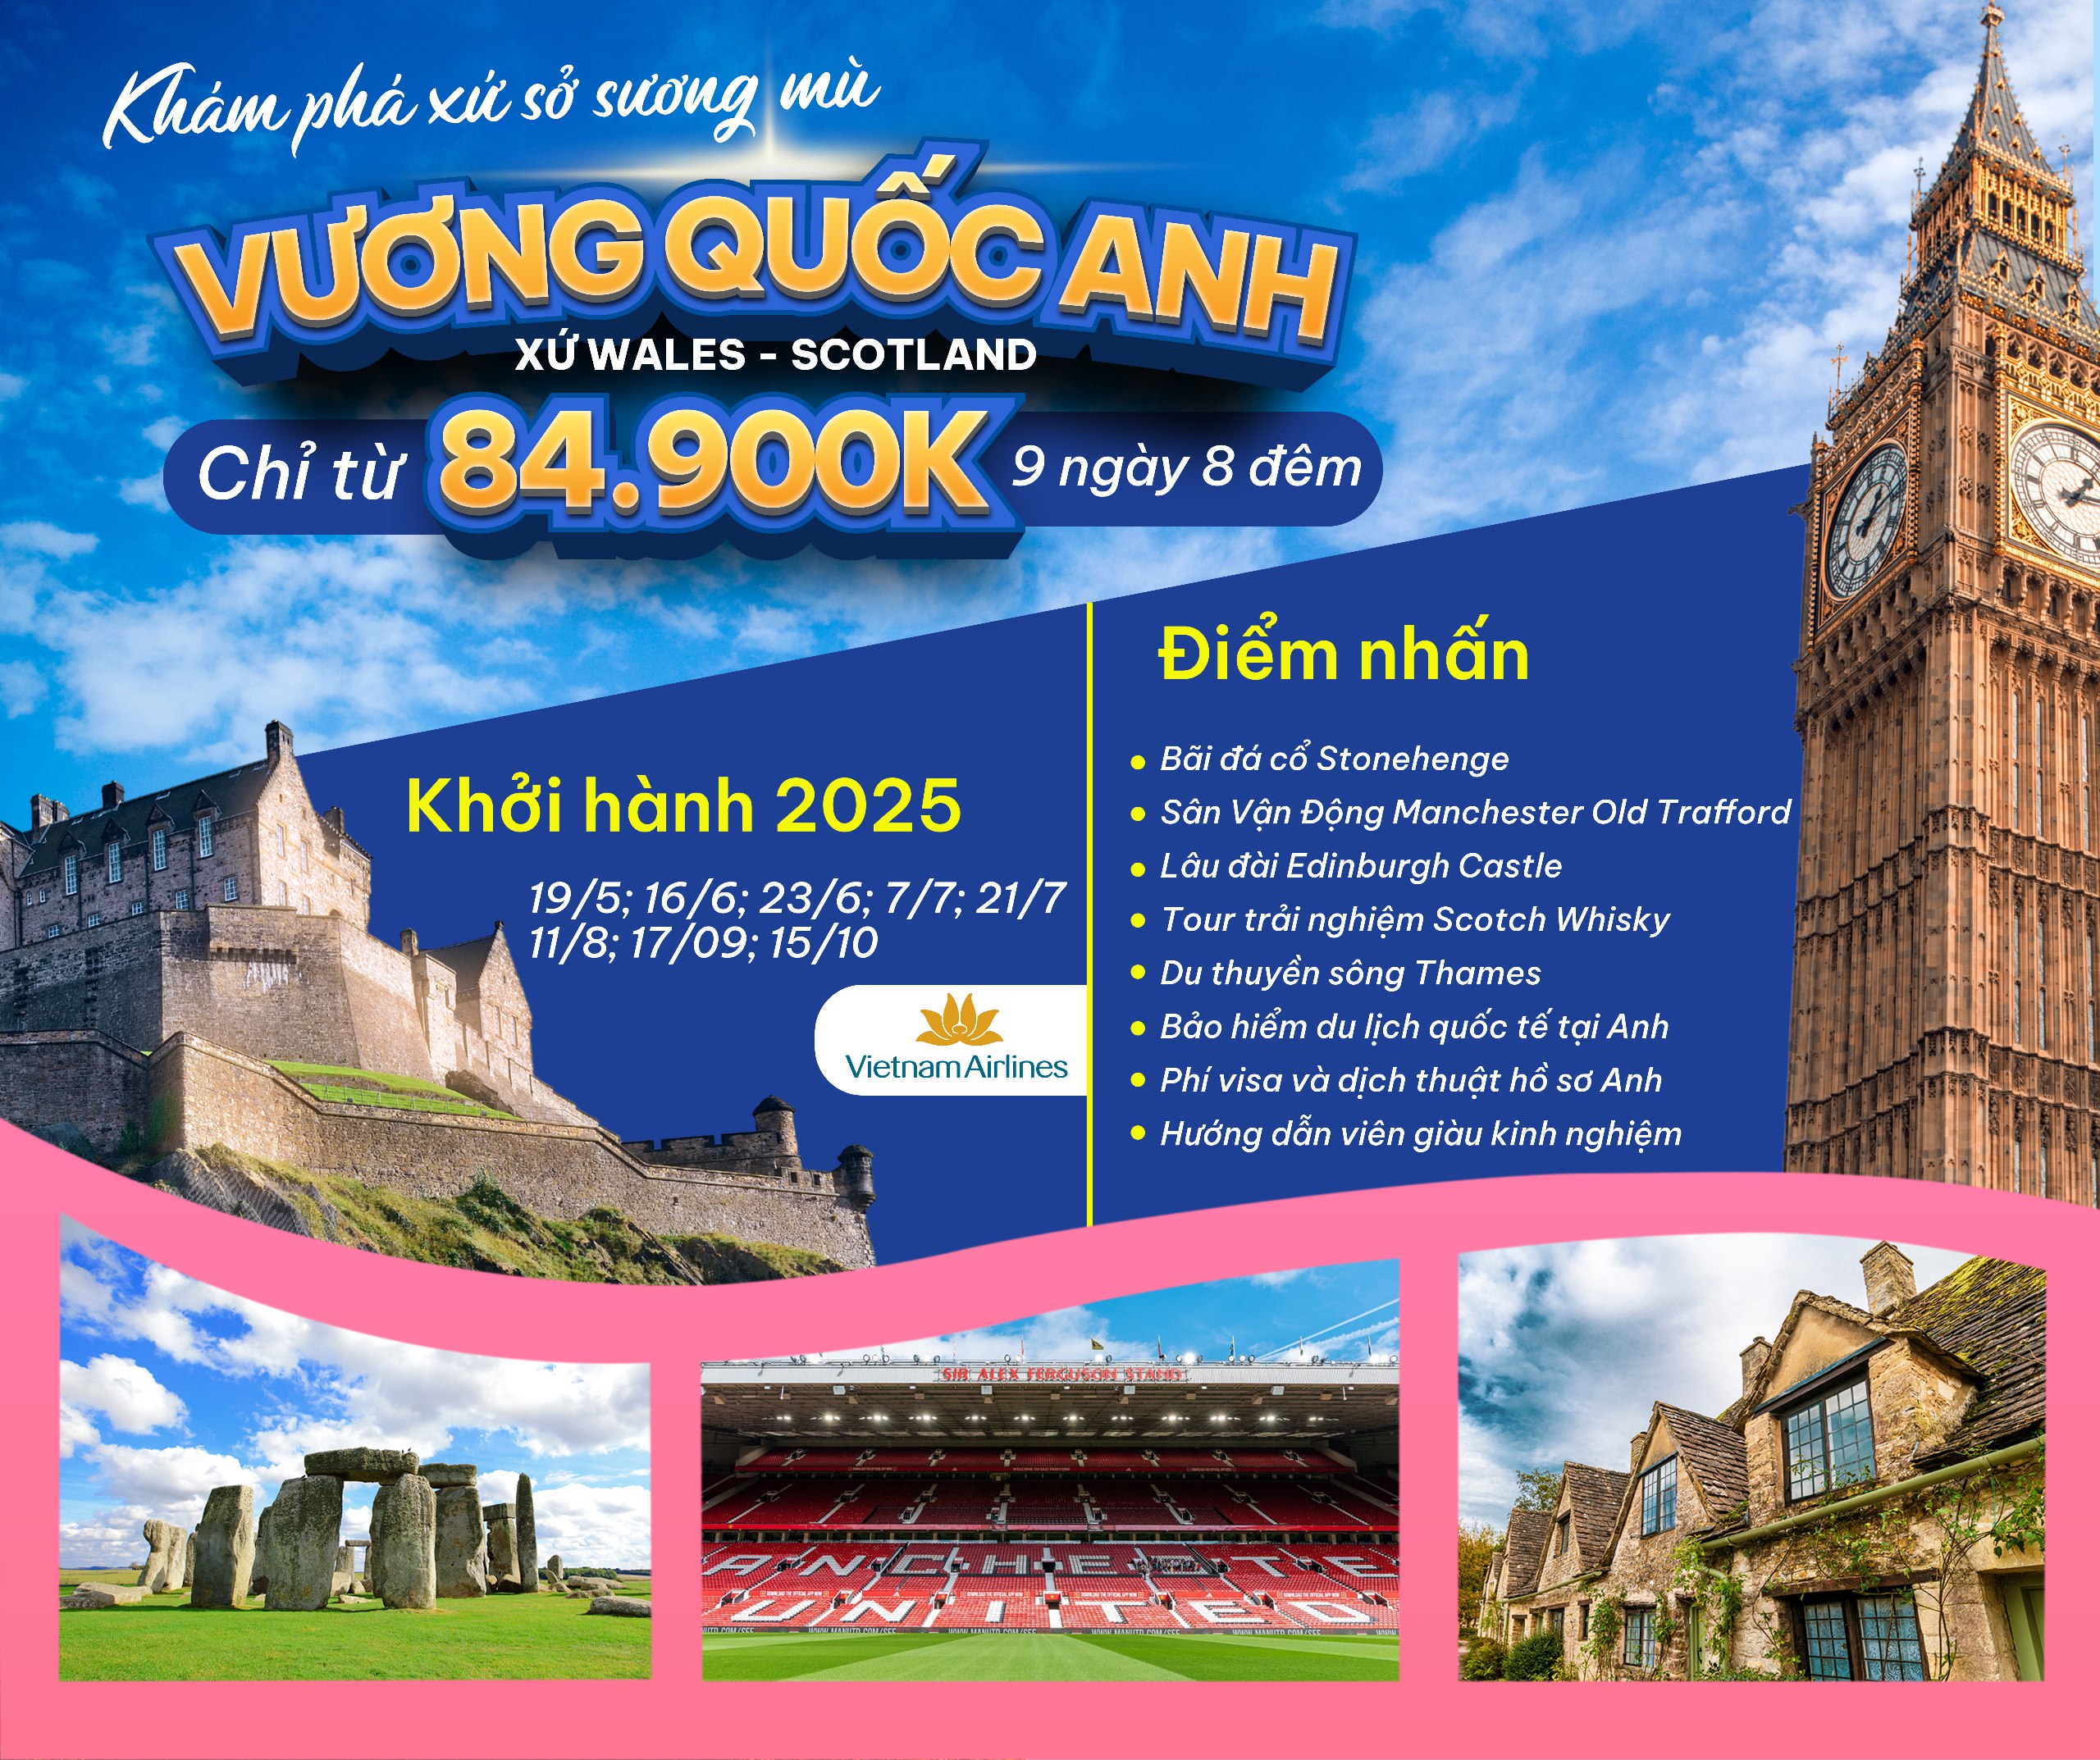 Khám phá xứ sở sương mù
VƯƠNG QUỐC ANH
XỨ WALES - SCOTLAND
Chỉ từ 84.900K 9 ngày 8 đêm
Khởi hành 2025
19/5; 16/6; 23/6; 7/7; 21/7
11/8; 17/09; 15/10
Vietnam Airlines
Điểm nhấn
Bãi đá cổ Stonehenge
Sân Vận Động Manchester Old Trafford
Lâu đài Edinburgh Castle
Tour trải nghiệm Scotch Whisky
Du thuyền sông Thames
Bảo hiểm du lịch quốc tế tại Anh
Phí visa và dịch thuật hồ sơ Anh
Hướng dẫn viên giàu kinh nghiệm
SIR ALEX FERGUSON STAND
ANCHESTE
UNITED